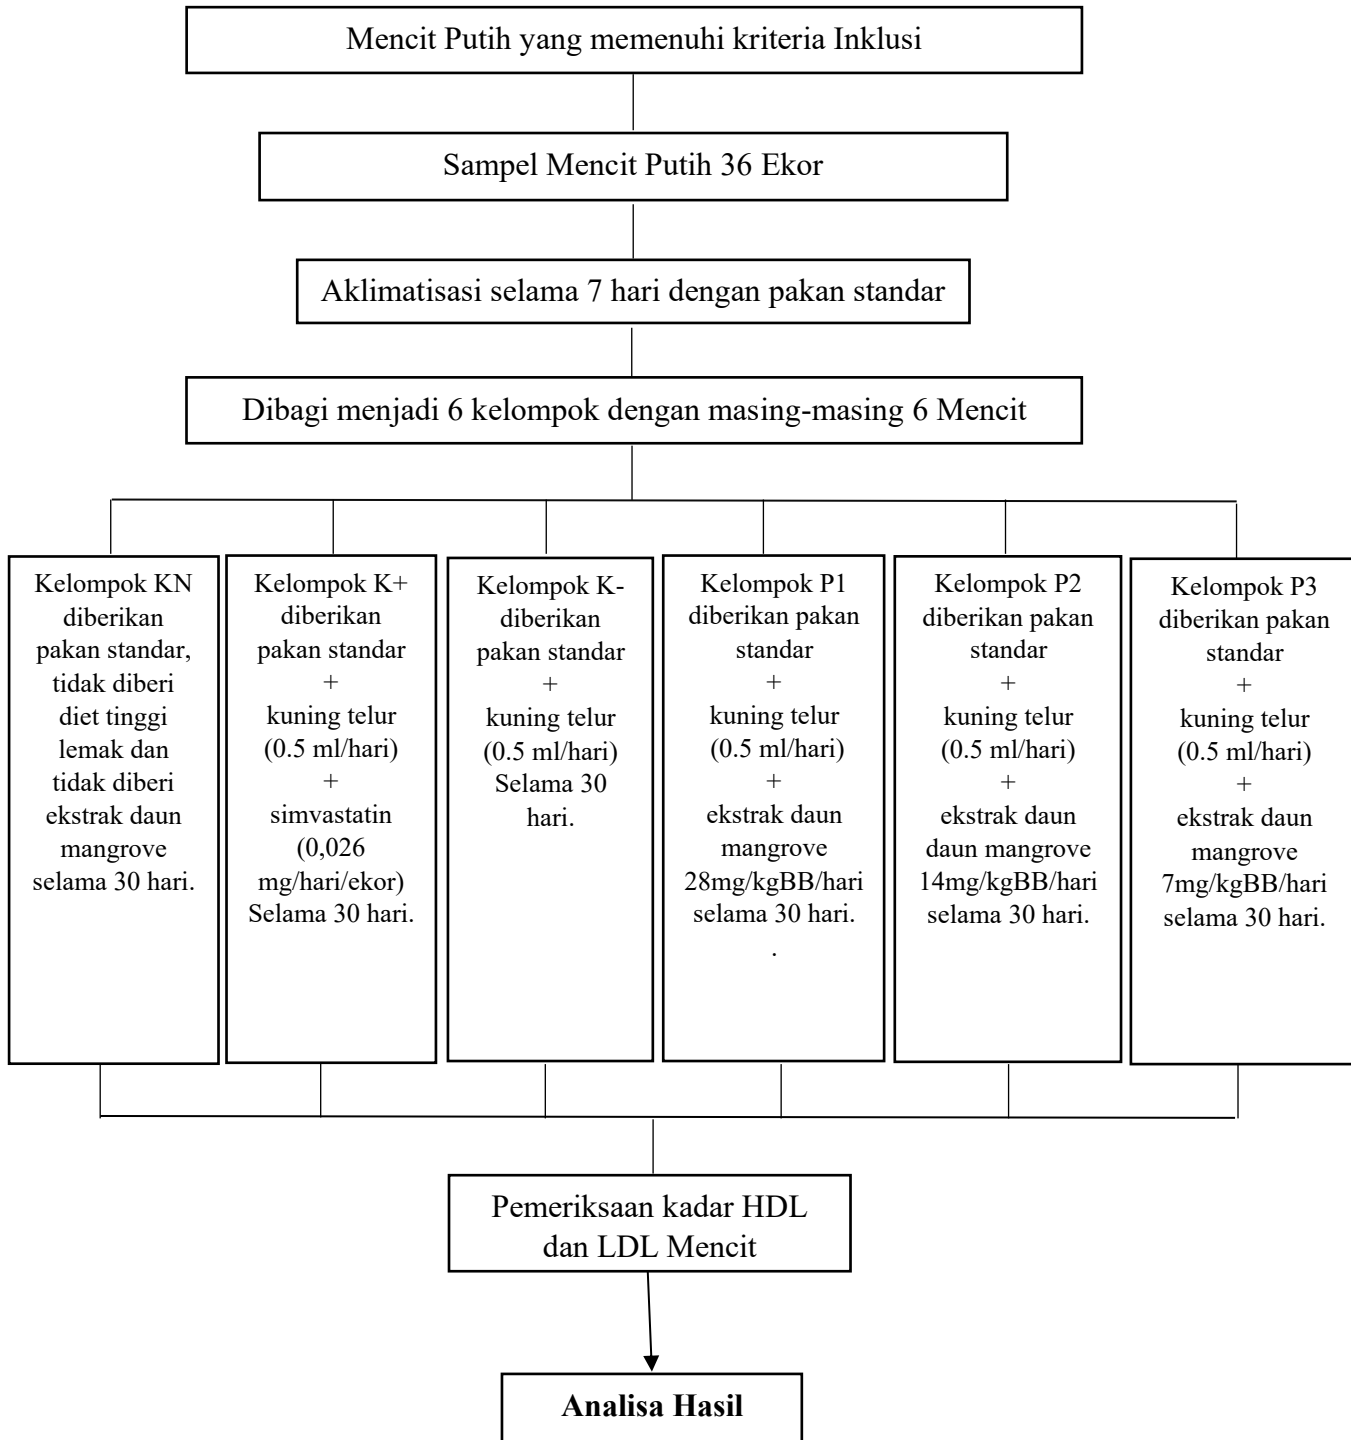 Mencit Putih yang memenuhi kriteria Inklusi
Sampel Mencit Putih 36 Ekor
Aklimatisasi selama 7 hari dengan pakan standar
Dibagi menjadi 6 kelompok dengan masing-masing 6 Mencit
Kelompok KN
diberikan
pakan standar,
tidak diberi
diet tinggi
lemak dan
tidak diberi
ekstrak daun
mangrove
selama 30 hari.
Kelompok K+
diberikan
pakan standar
+
kuning telur
(0.5 ml/hari)
+
simvastatin
(0,026
mg/hari/ekor)
Selama 30 hari.
Kelompok K-
diberikan
pakan standar
+
kuning telur
(0.5 ml/hari)
Selama 30
hari.
Kelompok P1
diberikan pakan
standar
+
kuning telur
(0.5 ml/hari)
+
ekstrak daun
mangrove
28mg/kgBB/hari
selama 30 hari.
.
Kelompok P2
diberikan pakan
standar
+
kuning telur
(0.5 ml/hari)
+
ekstrak daun
daun mangrove
14mg/kgBB/hari
selama 30 hari.
Kelompok P3
diberikan pakan
standar
+
kuning telur
(0.5 ml/hari)
+
ekstrak daun
mangrove
7mg/kgBB/hari
selama 30 hari.
Pemeriksaan kadar HDL
dan LDL Mencit
Analisa Hasil